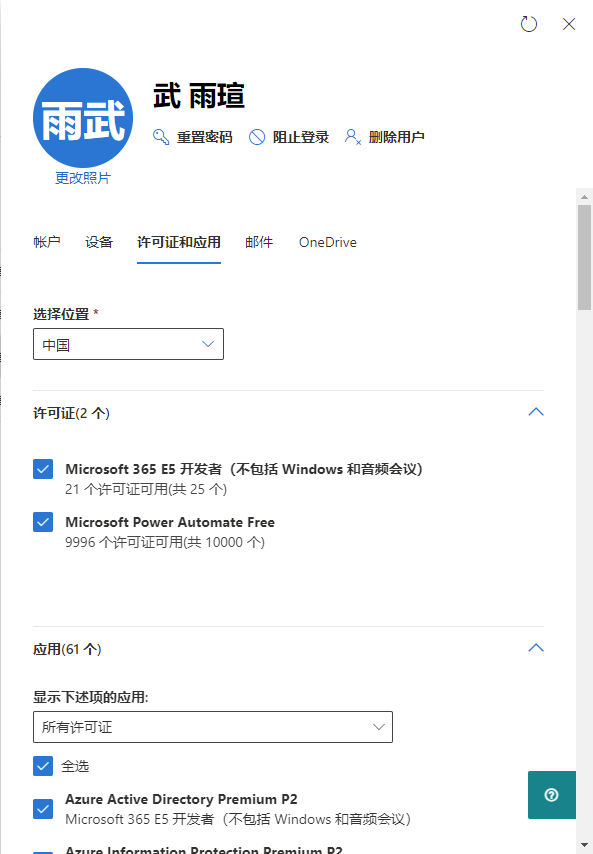 武 雨瑄
雨武
重置密码 阻止登录 删除用户
更改照片
帐户 设备 许可证和应用 邮件 OneDrive
选择位置 *
中国
许可证(2 个)
Microsoft 365 E5 开发者（不包括 Windows 和音频会议）
21 个许可证可用(共 25 个)
Microsoft Power Automate Free
9996 个许可证可用(共 10000 个)
应用(61 个)
显示下述项的应用:
所有许可证
全选
Azure Active Directory Premium P2
Microsoft 365 E5 开发者（不包括 Windows 和音频会议）
Azure Information Protection Premium P2